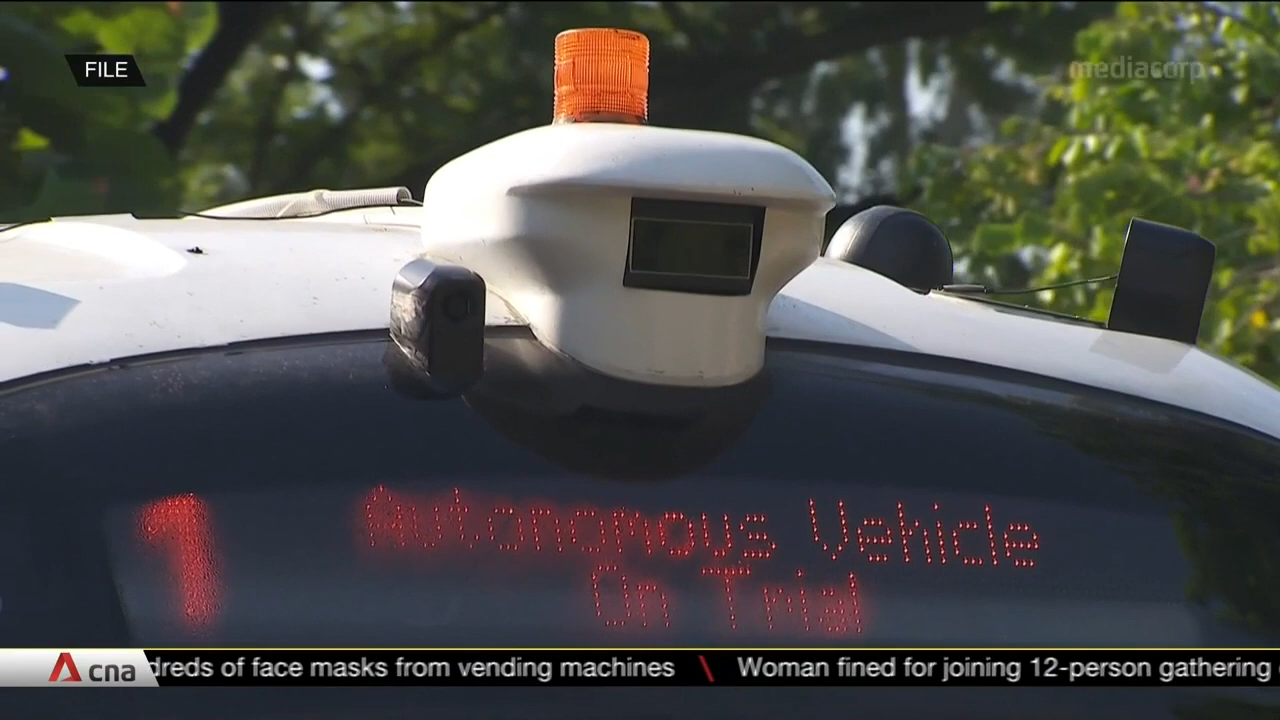 FILE
mediacorp
1 Autonomous Vehicle
On Trial
cna dreds of face masks from vending machines \ Woman fined for joining 12-person gathering